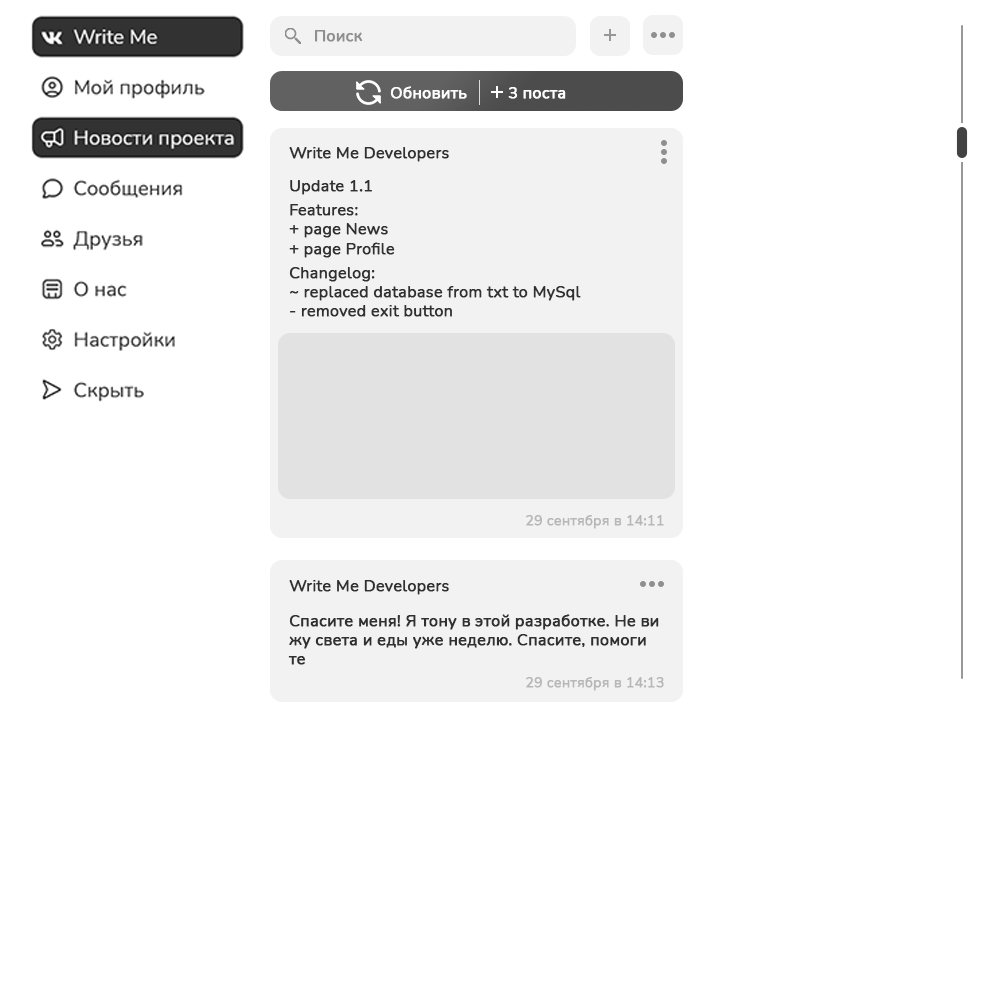 Write Me
Мой профиль
Новости проекта
Сообщения
Друзья
О нас
Настройки
Скрыть
Поиск
Обновить + 3 поста
Write Me Developers
Update 1.1
Features:
+ page News
+ page Profile
Changelog:
~ replaced database from txt to MySql
- removed exit button
29 сентября в 14:11
Write Me Developers
Спасите меня! Я тону в этой разработке. Не ви
жу света и еды уже неделю. Спасите, помоги
те
29 сентября в 14:13